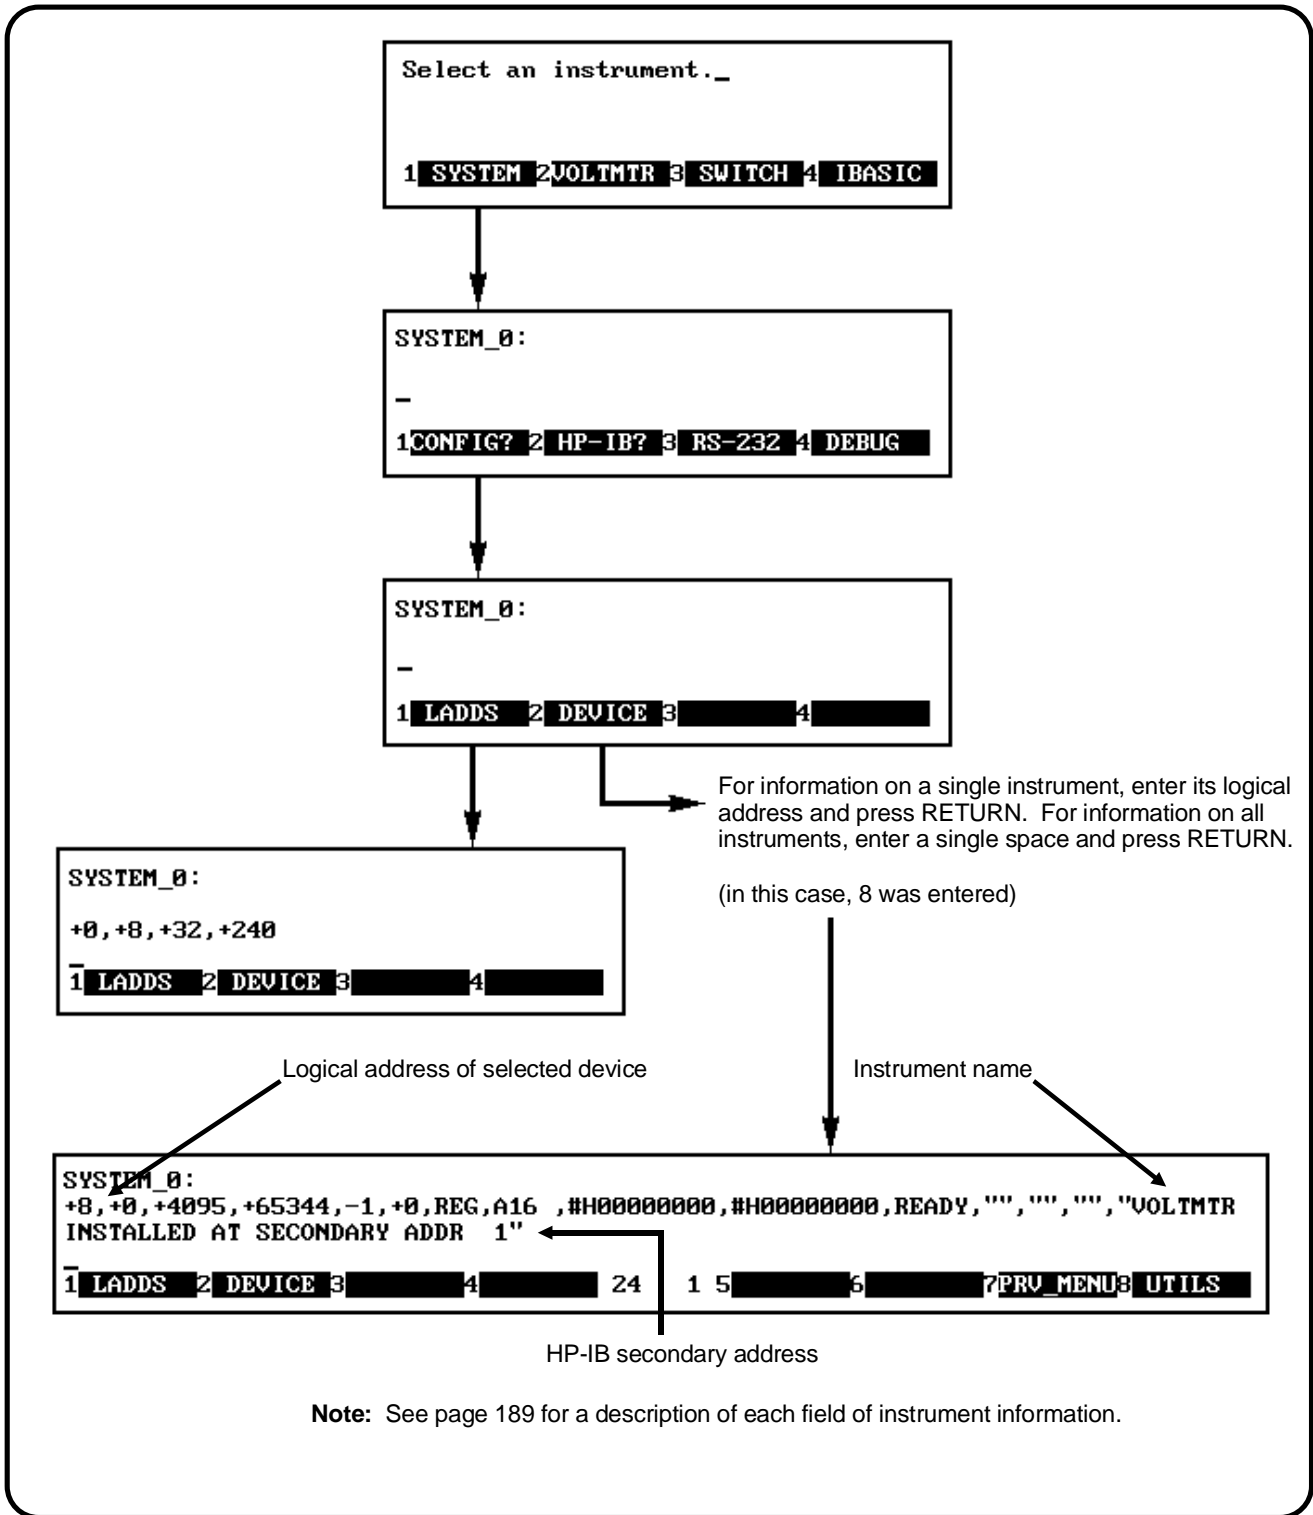 Select an instrument._
1 SYSTEM 2 VOLTMTR 3 SWITCH 4 IBASIC
SYSTEM_0:
_
1 CONFIG? 2 HP-IB? 3 RS-232 4 DEBUG
SYSTEM_0:
_
1 LADDS 2 DEVICE 3 4
For information on a single instrument, enter its logical
address and press RETURN. For information on all
instruments, enter a single space and press RETURN.
(in this case, 8 was entered)
SYSTEM_0:
+0,+8,+32,+240
1 LADDS 2 DEVICE 3 4
Logical address of selected device
Instrument name
SYSTEM_0:
+8,+0,+4095,+65344,-1,+0,REG,A16 ,#H00000000,#H00000000,READY,"","","","VOLTMTR
INSTALLED AT SECONDARY ADDR 1"
1 LADDS 2 DEVICE 3 4 24 1 5 6 7 PRV_MENU 8 UTILS
HP-IB secondary address
Note: See page 189 for a description of each field of instrument information.